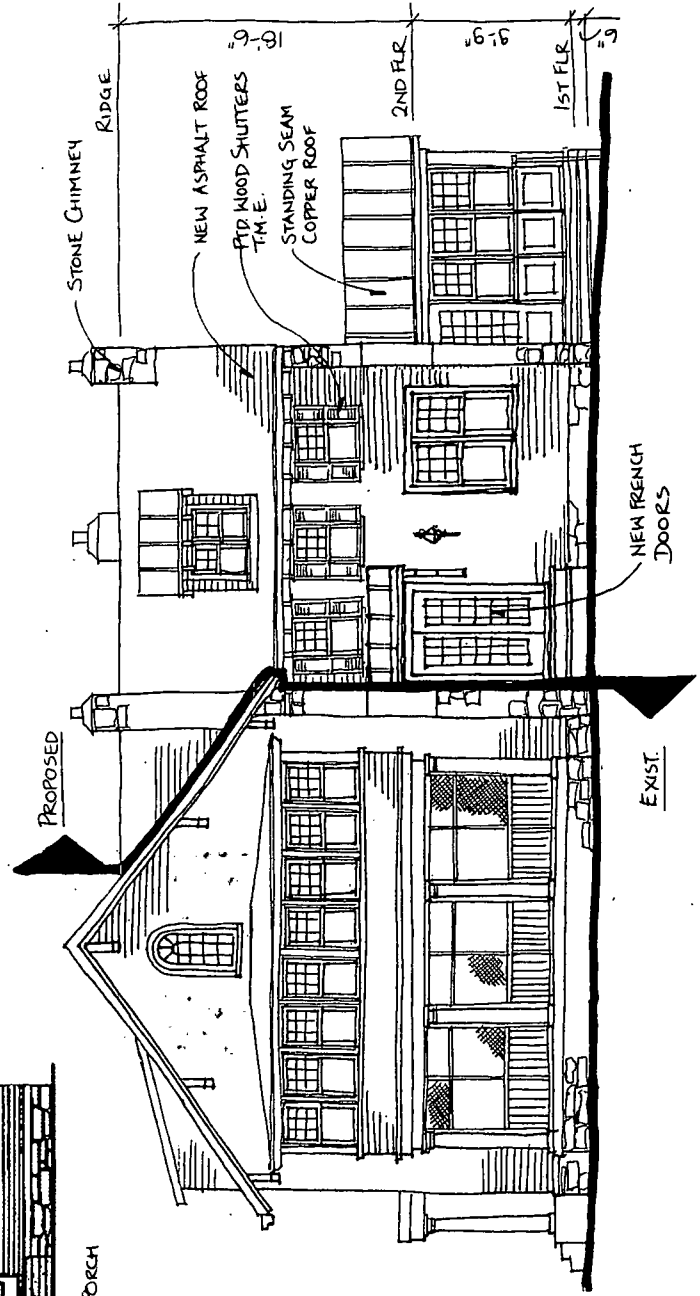 PROPOSED
STONE CHIMNEY
RIDGE
NEW ASPHALT ROOF
PTD. WOOD SHUTTERS
T.M.E.
STANDING SEAM
COPPER ROOF
18'-6"
2ND FLR
9'-9"
1ST FLR
6"
NEW FRENCH
DOORS
EXIST.
PORCH